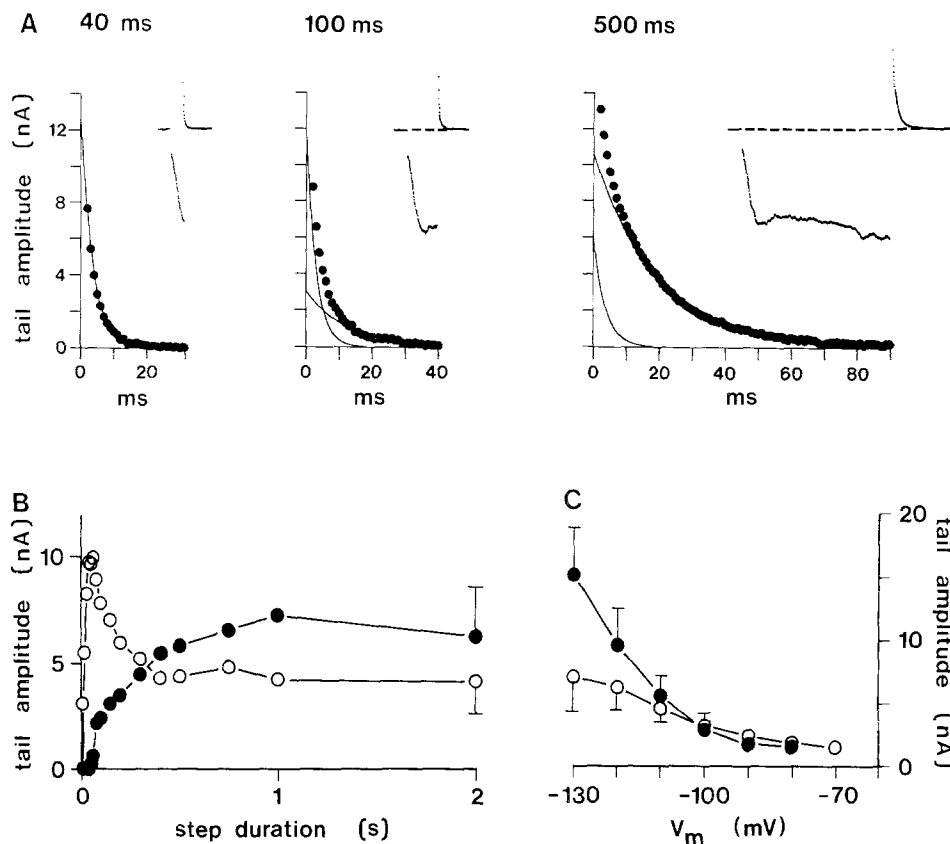 A 40 ms 100 ms 500 ms
tail amplitude (nA)
12
8
4
0
0 20
ms
0 20 40
ms
0 20 40 60 80
ms
B
tail amplitude (nA)
10
5
0
0 1 2
step duration (s)
C
20
10
0
tail amplitude (nA)
-130 -100 -70
Vm (mV)